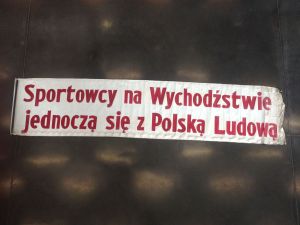 Sportowcy na Wychodźstwie
jednoczą się z Polską Ludową